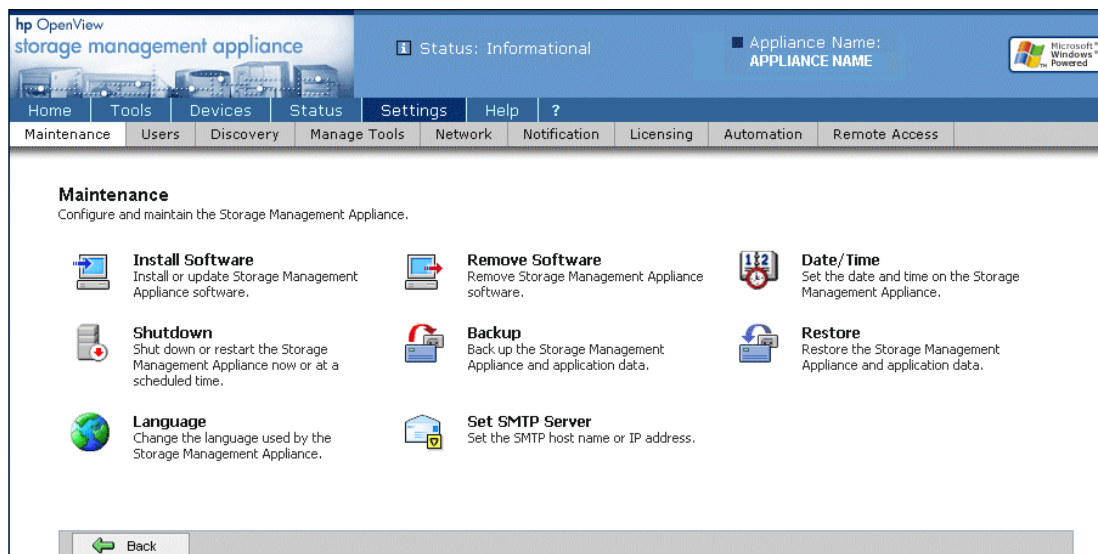 hp OpenView
storage management appliance
i Status: Informational
Appliance Name:
APPLIANCE NAME
Microsoft®
Windows®
Powered
TM
Home Tools Devices Status Settings Help ?
Maintenance Users Discovery Manage Tools Network Notification Licensing Automation Remote Access
Maintenance
Configure and maintain the Storage Management Appliance.
Install Software
Install or update Storage Management
Appliance software.
Remove Software
Remove Storage Management Appliance
software.
1 2
Date/Time
Set the date and time on the Storage
Management Appliance.
Shutdown
Shut down or restart the Storage
Management Appliance now or at a
scheduled time.
Backup
Back up the Storage Management
Appliance and application data.
Restore
Restore the Storage Management
Appliance and application data.
Language
Change the language used by the
Storage Management Appliance.
Set SMTP Server
Set the SMTP host name or IP address.
Back